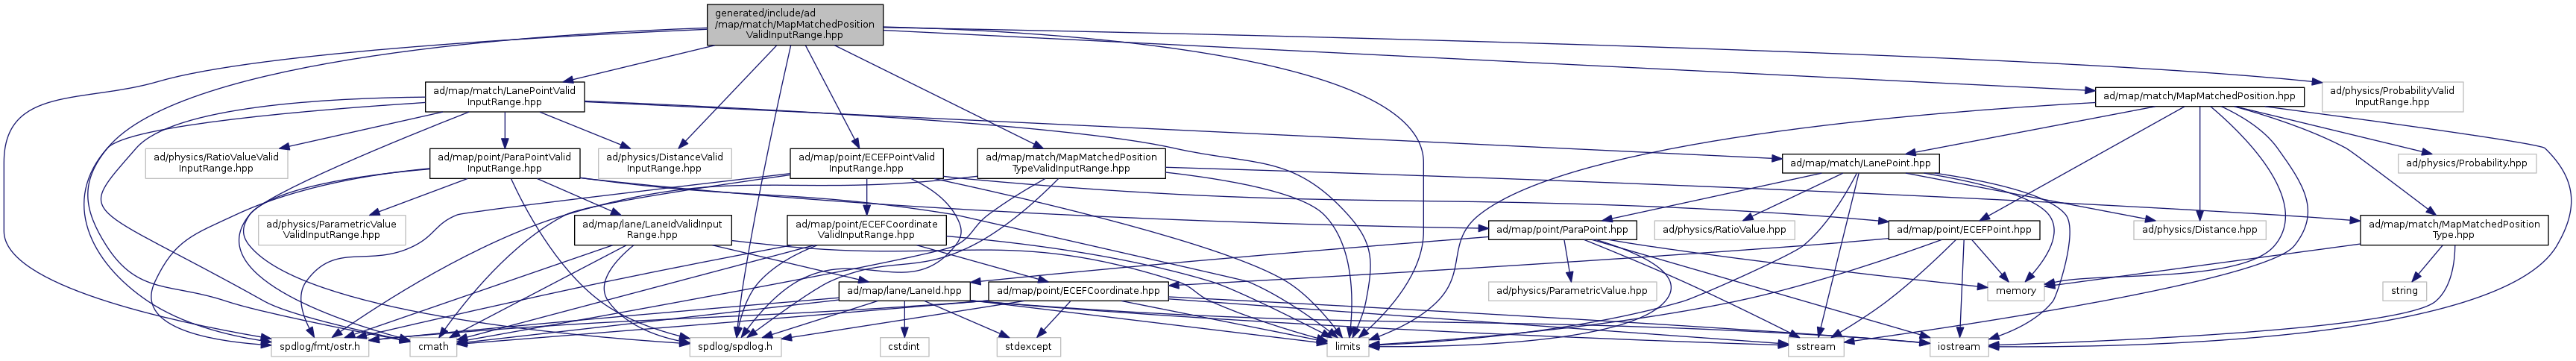 generated/include/ad
/map/match/MapMatchedPosition
ValidInputRange.hpp
ad/map/match/LanePointValid
InputRange.hpp
ad/map/match/MapMatchedPosition.hpp
ad/physics/ProbabilityValid
InputRange.hpp
ad/physics/RatioValueValid
InputRange.hpp
ad/map/point/ParaPointValid
InputRange.hpp
ad/physics/DistanceValid
InputRange.hpp
ad/map/point/ECEFPointValid
InputRange.hpp
ad/map/match/MapMatchedPosition
TypeValidInputRange.hpp
ad/map/match/LanePoint.hpp
ad/physics/Probability.hpp
ad/physics/ParametricValue
ValidInputRange.hpp
ad/map/lane/LaneIdValidInput
Range.hpp
ad/map/point/ECEFCoordinate
ValidInputRange.hpp
ad/map/point/ParaPoint.hpp
ad/physics/RatioValue.hpp
ad/map/point/ECEFPoint.hpp
ad/physics/Distance.hpp
ad/map/match/MapMatchedPosition
Type.hpp
ad/map/lane/LaneId.hpp
ad/map/point/ECEFCoordinate.hpp
ad/physics/ParametricValue.hpp
memory
string
spdlog/fmt/ostr.h
cmath
spdlog/spdlog.h
cstdint
stdexcept
limits
sstream
iostream